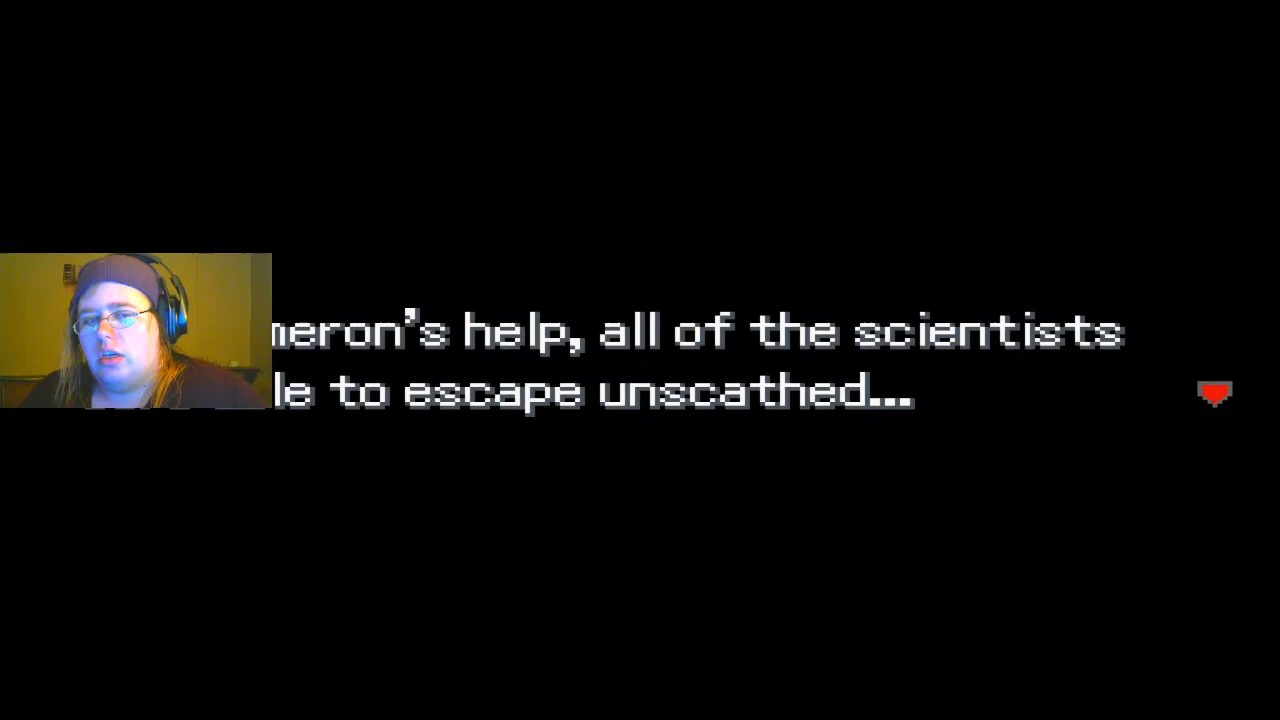 meron's help, all of the scientists
le to escape unscathed...